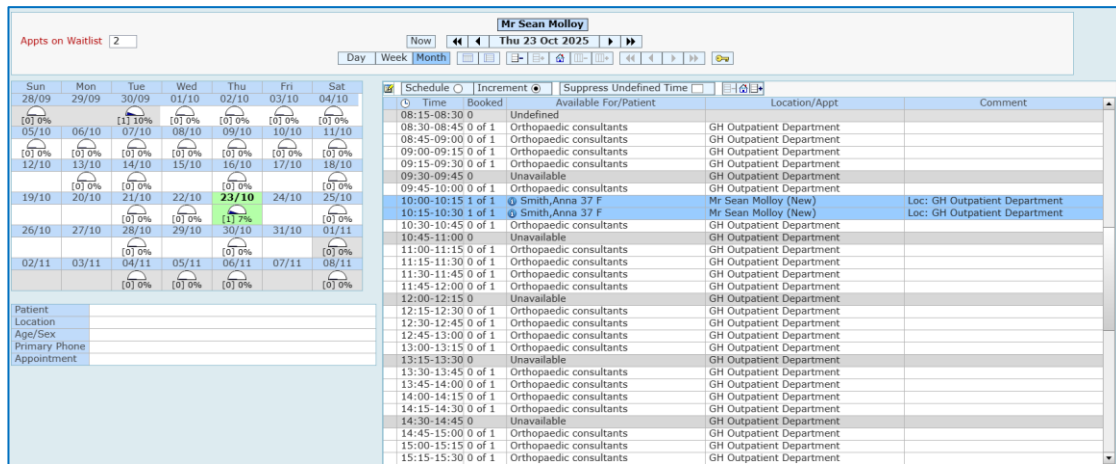 Mr Sean Molloy
Appts on Waitlist 2
Now Thu 23 Oct 2025
Day Week Month
Sun Mon Tue Wed Thu Fri Sat
28/09 29/09 30/09 01/10 02/10 03/10 04/10
[0] 0% [1] 10% [0] 0% [0] 0% [0] 0% [0] 0%
05/10 06/10 07/10 08/10 09/10 10/10 11/10
[0] 0% [0] 0% [0] 0% [0] 0% [0] 0% [0] 0% [0] 0%
12/10 13/10 14/10 15/10 16/10 17/10 18/10
[0] 0% [0] 0% [0] 0% [0] 0%
19/10 20/10 21/10 22/10 23/10 24/10 25/10
[0] 0% [0] 0% [1] 7% [0] 0%
26/10 27/10 28/10 29/10 30/10 31/10 01/11
[0] 0% [0] 0% [0] 0%
02/11 03/11 04/11 05/11 06/11 07/11 08/11
[0] 0% [0] 0% [0] 0% [0] 0%
Patient
Location
Age/Sex
Primary Phone
Appointment
Schedule Increment Suppress Undefined Time
Time Booked Available For/Patient Location/Appt Comment
08:15-08:30 0 Undefined
08:30-08:45 0 of 1 Orthopaedic consultants GH Outpatient Department
08:45-09:00 0 of 1 Orthopaedic consultants GH Outpatient Department
09:00-09:15 0 of 1 Orthopaedic consultants GH Outpatient Department
09:15-09:30 0 of 1 Orthopaedic consultants GH Outpatient Department
09:30-09:45 0 Unavailable GH Outpatient Department
09:45-10:00 0 of 1 Orthopaedic consultants GH Outpatient Department
10:00-10:15 1 of 1 Smith,Anna 37 F Mr Sean Molloy (New) Loc: GH Outpatient Department
10:15-10:30 1 of 1 Smith,Anna 37 F Mr Sean Molloy (New) Loc: GH Outpatient Department
10:30-10:45 0 of 1 Orthopaedic consultants GH Outpatient Department
10:45-11:00 0 Unavailable GH Outpatient Department
11:00-11:15 0 of 1 Orthopaedic consultants GH Outpatient Department
11:15-11:30 0 of 1 Orthopaedic consultants GH Outpatient Department
11:30-11:45 0 of 1 Orthopaedic consultants GH Outpatient Department
11:45-12:00 0 of 1 Orthopaedic consultants GH Outpatient Department
12:00-12:15 0 Unavailable GH Outpatient Department
12:15-12:30 0 of 1 Orthopaedic consultants GH Outpatient Department
12:30-12:45 0 of 1 Orthopaedic consultants GH Outpatient Department
12:45-13:00 0 of 1 Orthopaedic consultants GH Outpatient Department
13:00-13:15 0 of 1 Orthopaedic consultants GH Outpatient Department
13:15-13:30 0 Unavailable GH Outpatient Department
13:30-13:45 0 of 1 Orthopaedic consultants GH Outpatient Department
13:45-14:00 0 of 1 Orthopaedic consultants GH Outpatient Department
14:00-14:15 0 of 1 Orthopaedic consultants GH Outpatient Department
14:15-14:30 0 of 1 Orthopaedic consultants GH Outpatient Department
14:30-14:45 0 Unavailable GH Outpatient Department
14:45-15:00 0 of 1 Orthopaedic consultants GH Outpatient Department
15:00-15:15 0 of 1 Orthopaedic consultants GH Outpatient Department
15:15-15:30 0 of 1 Orthopaedic consultants GH Outpatient Department